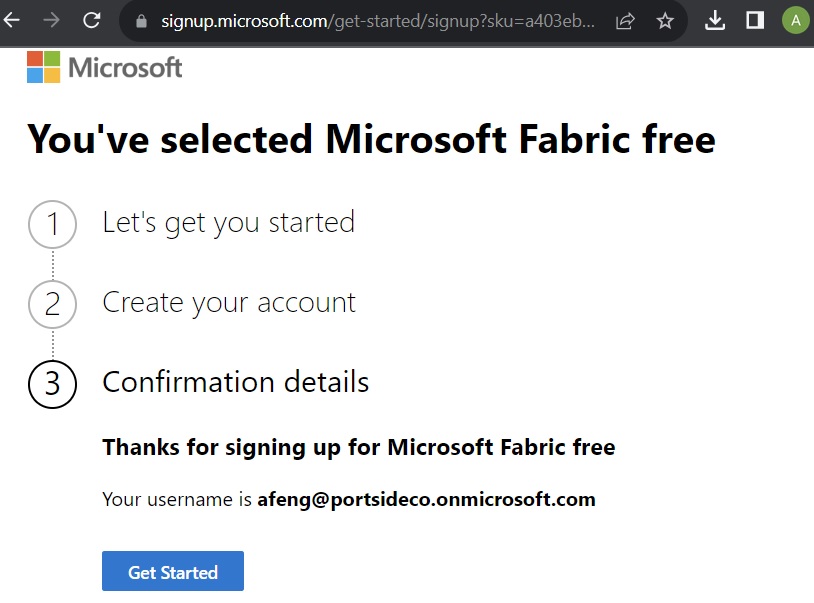 signup.microsoft.com/get-started/signup?sku=a403eb...
A
Microsoft
You've selected Microsoft Fabric free
1 Let's get you started
2 Create your account
3 Confirmation details
Thanks for signing up for Microsoft Fabric free
Your username is afeng@portsideco.onmicrosoft.com
Get Started